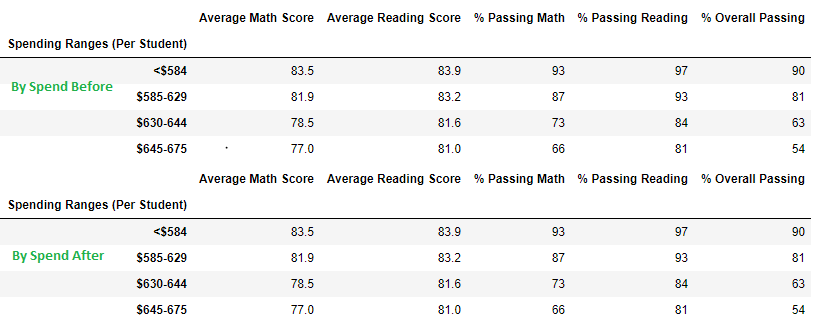 Average Math Score Average Reading Score % Passing Math % Passing Reading % Overall Passing
Spending Ranges (Per Student)
<$584 83.5 83.9 93 97 90
By Spend Before
$585-629 81.9 83.2 87 93 81
$630-644 78.5 81.6 73 84 63
$645-675 77.0 81.0 66 81 54
Average Math Score Average Reading Score % Passing Math % Passing Reading % Overall Passing
Spending Ranges (Per Student)
<$584 83.5 83.9 93 97 90
By Spend After $585-629 81.9 83.2 87 93 81
$630-644 78.5 81.6 73 84 63
$645-675 77.0 81.0 66 81 54